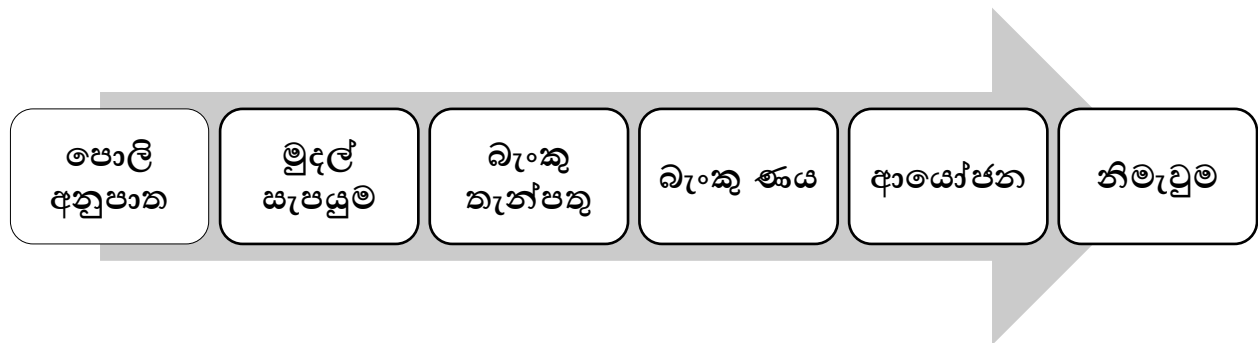 පොලි
අනුපාත
මුදල්
සැපයුම
බැංකු
තැන්පතු
බැංකු ණය
ආයෝජන
නිමැවුම